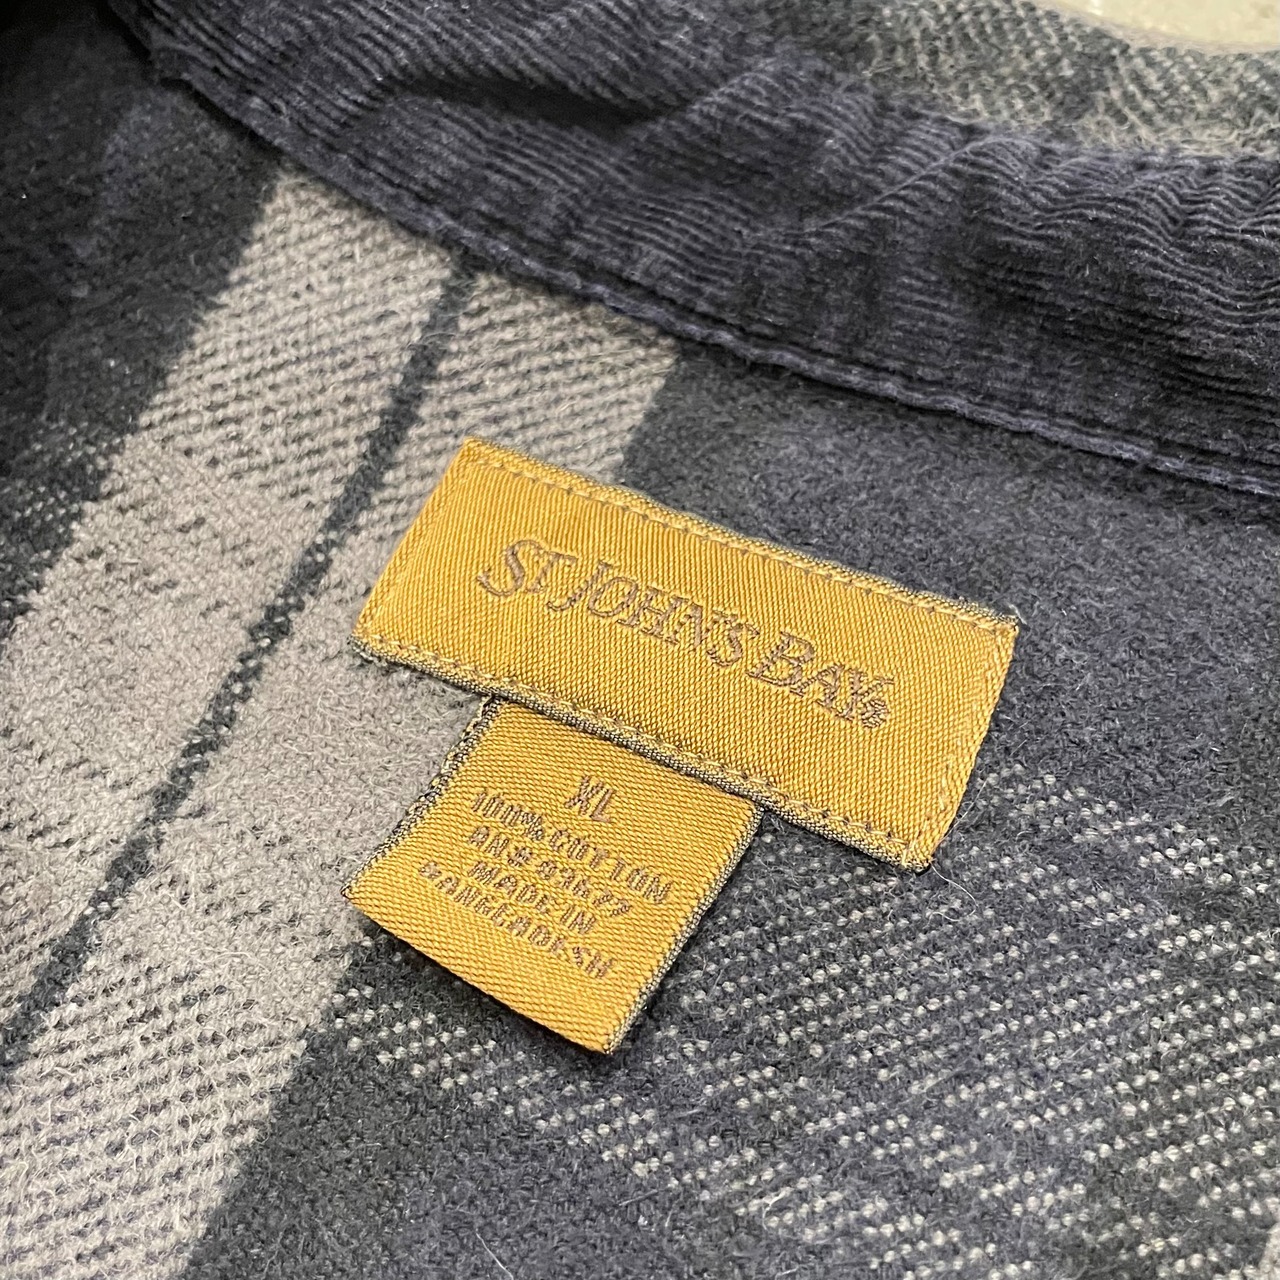 ST. JOHN'S BAY®
XL
100% COTTON
RN# 93677
MADE IN
BANGLADESH